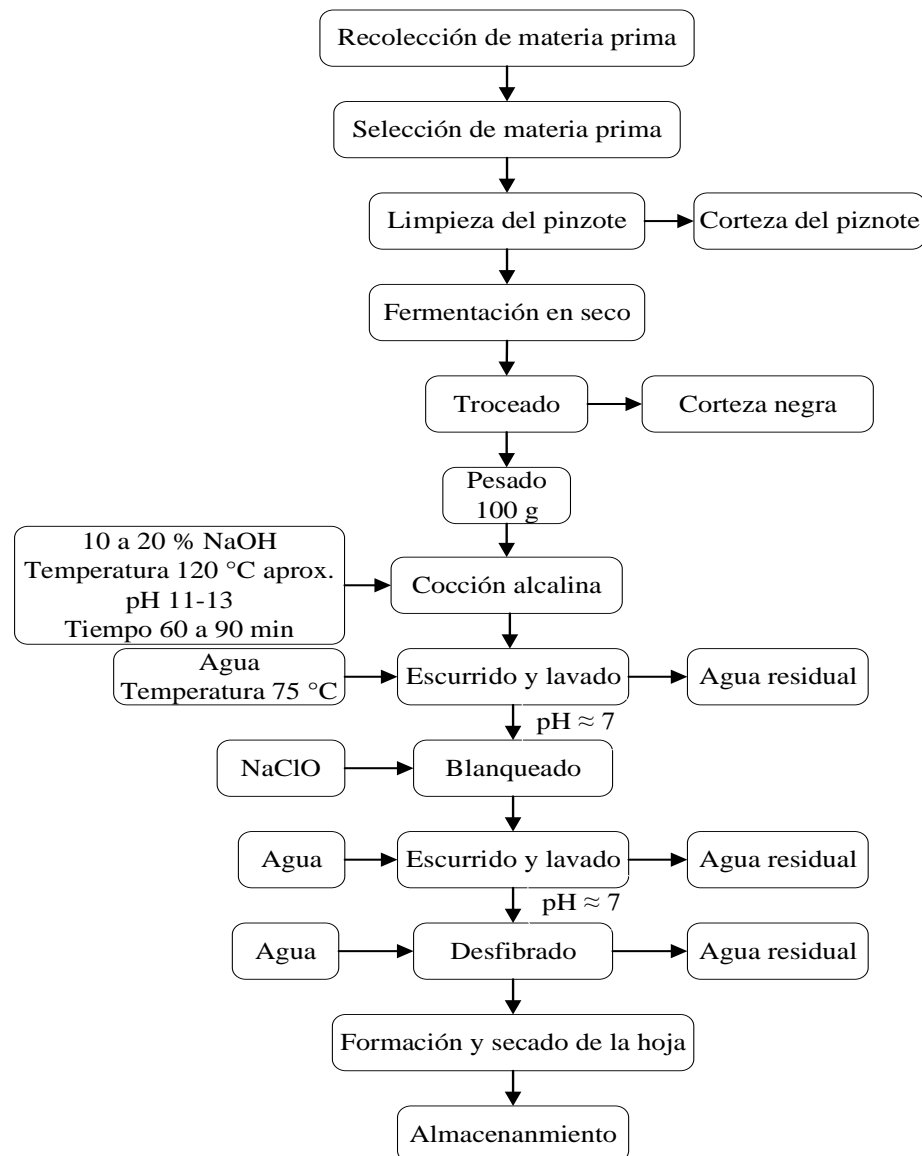 Recolección de materia prima
Selección de materia prima
Limpieza del pinzote
Corteza del piznote
Fermentación en seco
Troceado
Corteza negra
Pesado
100 g
10 a 20 % NaOH
Temperatura 120 °C aprox.
pH 11-13
Tiempo 60 a 90 min
Cocción alcalina
Agua
Temperatura 75 °C
Escurrido y lavado
Agua residual
pH ≈ 7
NaClO
Blanqueado
Agua
Escurrido y lavado
Agua residual
pH ≈ 7
Agua
Desfibrado
Agua residual
Formación y secado de la hoja
Almacenanmiento